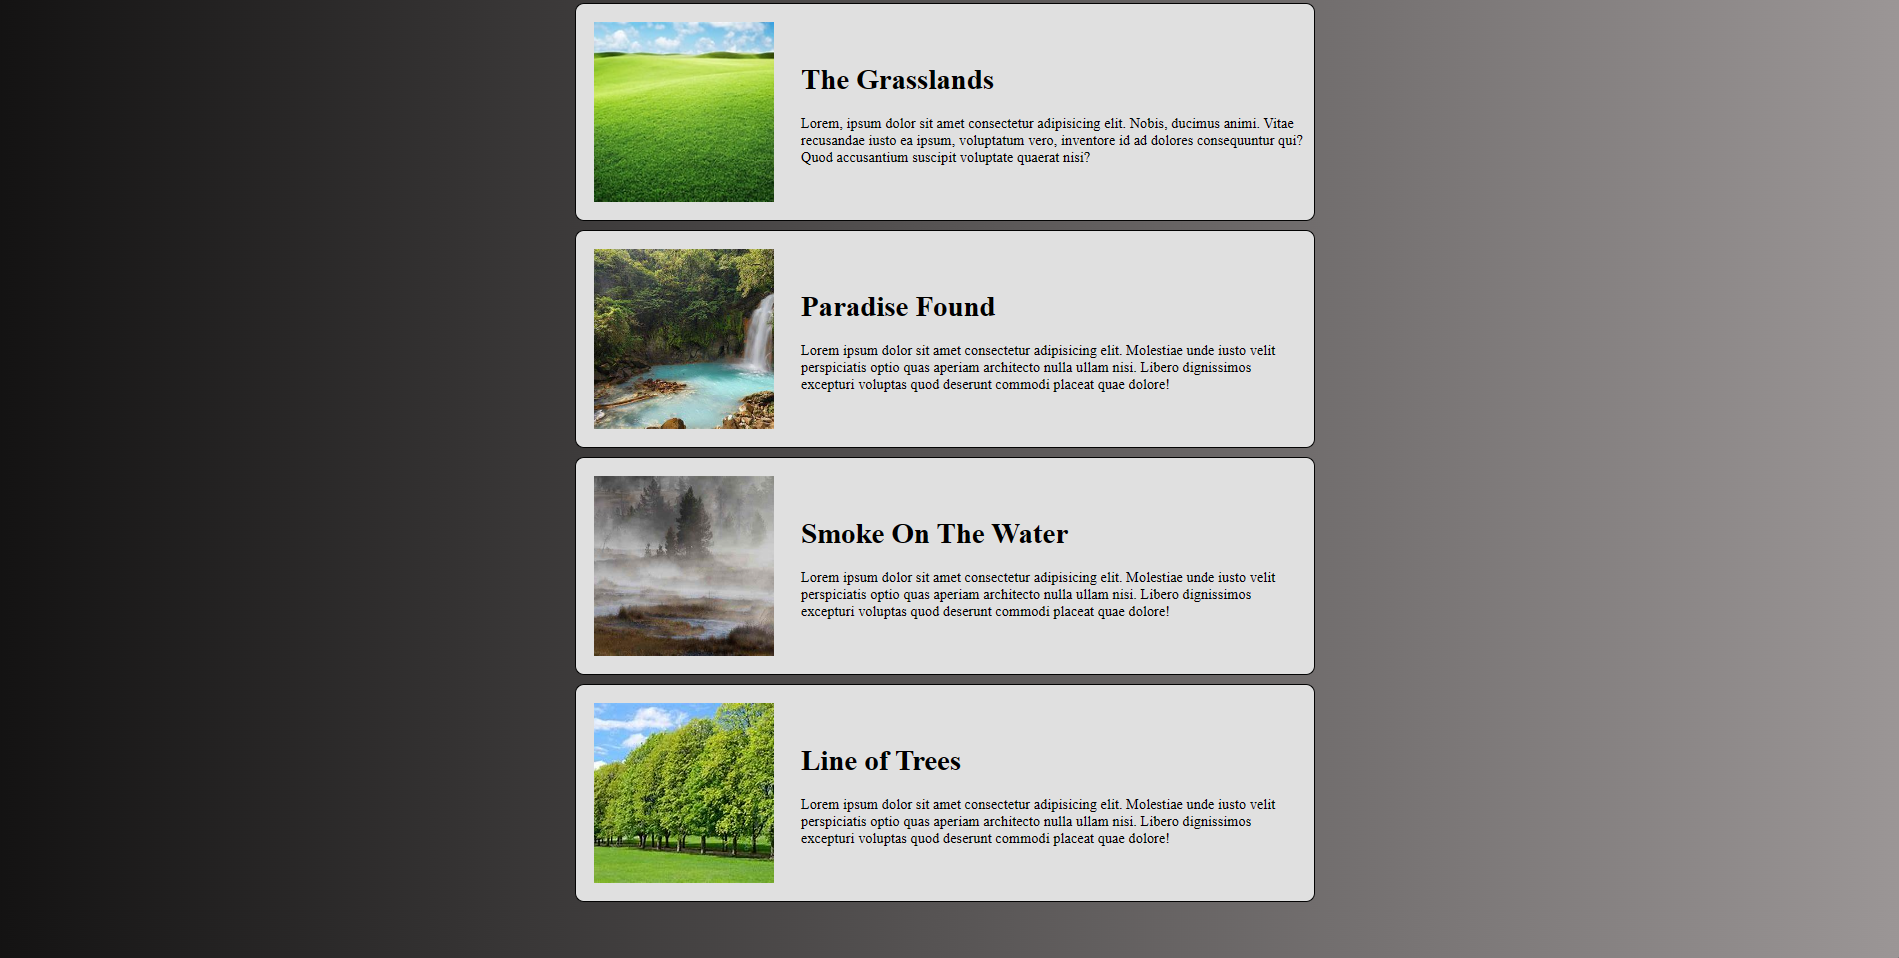 The Grasslands
Lorem, ipsum dolor sit amet consectetur adipisicing elit. Nobis, ducimus animi. Vitae
recusandae iusto ea ipsum, voluptatum vero, inventore id ad dolores consequuntur qui?
Quod accusantium suscipit voluptate quaerat nisi?
Paradise Found
Lorem ipsum dolor sit amet consectetur adipisicing elit. Molestiae unde iusto velit
perspiciatis optio quas aperiam architecto nulla ullam nisi. Libero dignissimos
excepturi voluptas quod deserunt commodi placeat quae dolore!
Smoke On The Water
Lorem ipsum dolor sit amet consectetur adipisicing elit. Molestiae unde iusto velit
perspiciatis optio quas aperiam architecto nulla ullam nisi. Libero dignissimos
excepturi voluptas quod deserunt commodi placeat quae dolore!
Line of Trees
Lorem ipsum dolor sit amet consectetur adipisicing elit. Molestiae unde iusto velit
perspiciatis optio quas aperiam architecto nulla ullam nisi. Libero dignissimos
excepturi voluptas quod deserunt commodi placeat quae dolore!